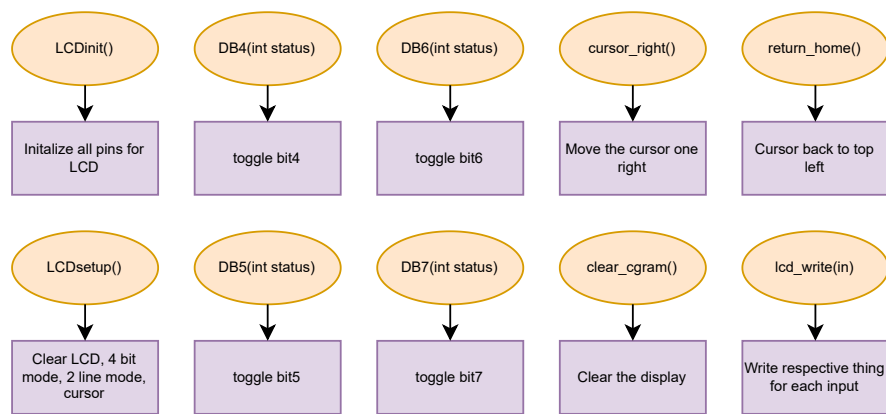 LCDinit()
DB4(int status)
DB6(int status)
cursor_right()
return_home()
Initalize all pins for
LCD
toggle bit4
toggle bit6
Move the cursor one
right
Cursor back to top
left
LCDsetup()
DB5(int status)
DB7(int status)
clear_cgram()
lcd_write(in)
Clear LCD, 4 bit
mode, 2 line mode,
cursor
toggle bit5
toggle bit7
Clear the display
Write respective thing
for each input